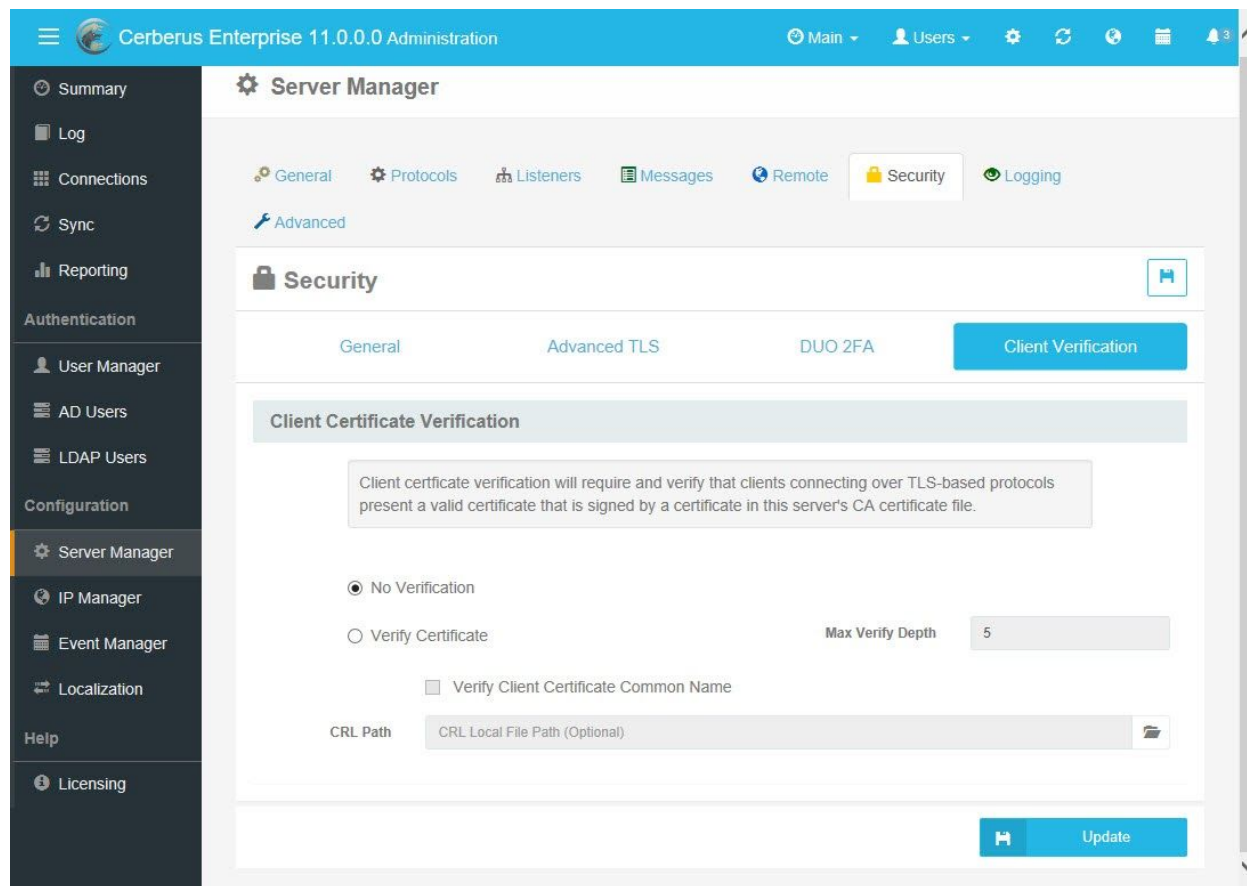 Cerberus Enterprise 11.0.0.0 Administration
Main
Users
3
Summary
Log
Connections
Sync
Reporting
Authentication
User Manager
AD Users
LDAP Users
Configuration
Server Manager
IP Manager
Event Manager
Localization
Help
Licensing
Server Manager
General
Protocols
Listeners
Messages
Remote
Security
Logging
Advanced
Security
General
Advanced TLS
DUO 2FA
Client Verification
Client Certificate Verification
Client certficate verification will require and verify that clients connecting over TLS-based protocols
present a valid certificate that is signed by a certificate in this server's CA certificate file.
No Verification
Verify Certificate
Max Verify Depth
5
Verify Client Certificate Common Name
CRL Path
CRL Local File Path (Optional)
Update